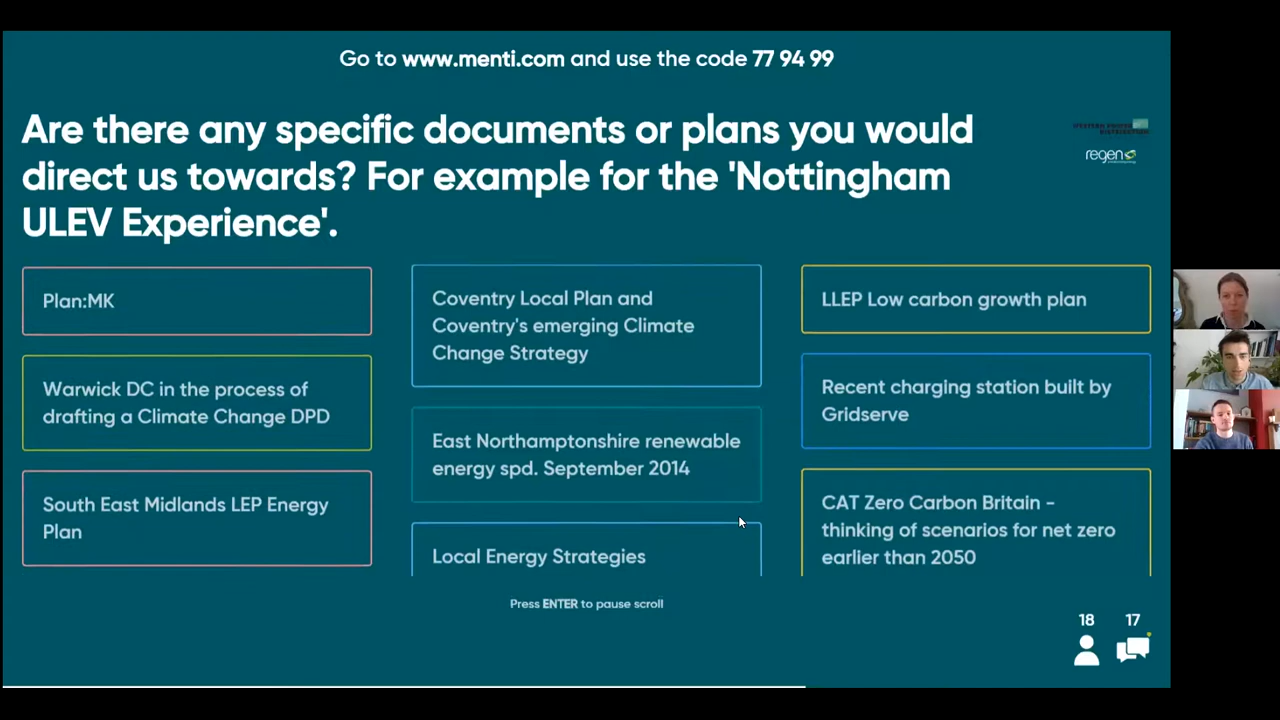 Go to www.menti.com and use the code 77 94 99
Are there any specific documents or plans you would
direct us towards? For example for the 'Nottingham
ULEV Experience'.
WESTERN POWER
DISTRIBUTION
regen
Plan:MK
Warwick DC in the process of
drafting a Climate Change DPD
South East Midlands LEP Energy
Plan
Coventry Local Plan and
Coventry's emerging Climate
Change Strategy
East Northamptonshire renewable
energy spd. September 2014
Local Energy Strategies
LLEP Low carbon growth plan
Recent charging station built by
Gridserve
CAT Zero Carbon Britain -
thinking of scenarios for net zero
earlier than 2050
Press ENTER to pause scroll
18
17